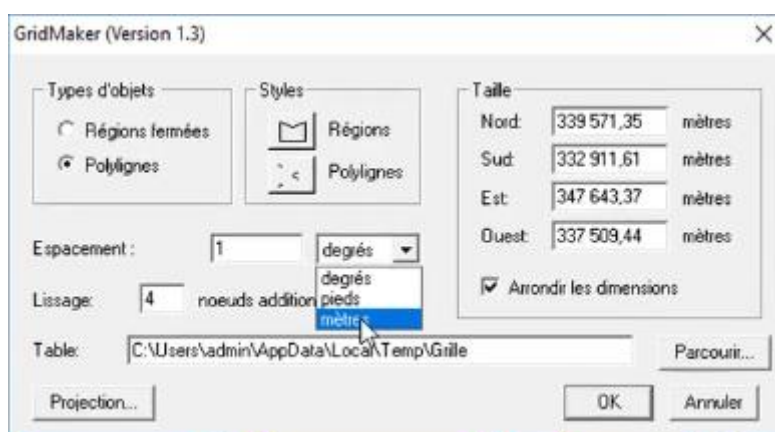 GridMaker (Version 1.3)
Types d'objets
Régions fermées
Polylignes
Styles
Régions
Polylignes
Taille
Nord: 339 571,35 mètres
Sud: 332 911,61 mètres
Est: 347 643,37 mètres
Ouest: 337 509,44 mètres
Arrondir les dimensions
Espacement : 1 degrés
degrés
pieds
mètres
Lissage: 4 noeuds addition
Table: C:\Users\admin\AppData\Local\Temp\Grille Parcourir...
Projection... OK Annuler